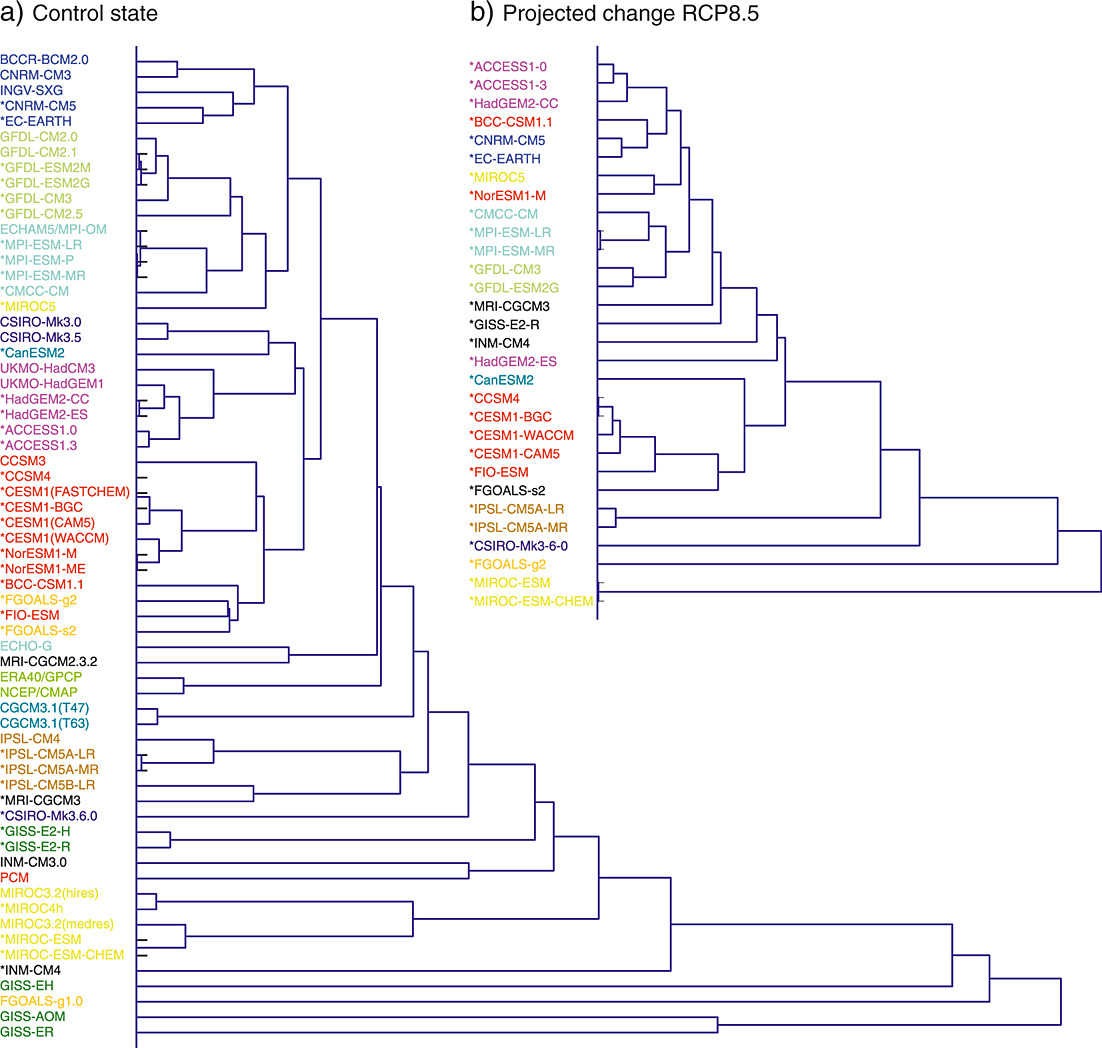 a) Control state
BCCR-BCM2.0
CNRM-CM3
INGV-SXG
*CNRM-CM5
*EC-EARTH
GFDL-CM2.0
GFDL-CM2.1
*GFDL-ESM2M
*GFDL-ESM2G
*GFDL-CM3
*GFDL-CM2.5
ECHAM5/MPI-OM
*MPI-ESM-LR
*MPI-ESM-P
*MPI-ESM-MR
*CMCC-CM
*MIROC5
CSIRO-Mk3.0
CSIRO-Mk3.5
*CanESM2
UKMO-HadCM3
UKMO-HadGEM1
*HadGEM2-CC
*HadGEM2-ES
*ACCESS1.0
*ACCESS1.3
CCSM3
*CCSM4
*CESM1(FASTCHEM)
*CESM1-BGC
*CESM1(CAM5)
*CESM1(WACCM)
*NorESM1-M
*NorESM1-ME
*BCC-CSM1.1
*FGOALS-g2
*FIO-ESM
*FGOALS-s2
ECHO-G
MRI-CGCM2.3.2
ERA40/GPCP
NCEP/CMAP
CGCM3.1(T47)
CGCM3.1(T63)
IPSL-CM4
*IPSL-CM5A-LR
*IPSL-CM5A-MR
*IPSL-CM5B-LR
*MRI-CGCM3
*CSIRO-Mk3.6.0
*GISS-E2-H
*GISS-E2-R
INM-CM3.0
PCM
MIROC3.2(hires)
*MIROC4h
MIROC3.2(medres)
*MIROC-ESM
*MIROC-ESM-CHEM
*INM-CM4
GISS-EH
FGOALS-g1.0
GISS-AOM
GISS-ER
b) Projected change RCP8.5
*ACCESS1-0
*ACCESS1-3
*HadGEM2-CC
*BCC-CSM1.1
*CNRM-CM5
*EC-EARTH
*MIROC5
*NorESM1-M
*CMCC-CM
*MPI-ESM-LR
*MPI-ESM-MR
*GFDL-CM3
*GFDL-ESM2G
*MRI-CGCM3
*GISS-E2-R
*INM-CM4
*HadGEM2-ES
*CanESM2
*CCSM4
*CESM1-BGC
*CESM1-WACCM
*CESM1-CAM5
*FIO-ESM
*FGOALS-s2
*IPSL-CM5A-LR
*IPSL-CM5A-MR
*CSIRO-Mk3-6-0
*FGOALS-g2
*MIROC-ESM
*MIROC-ESM-CHEM